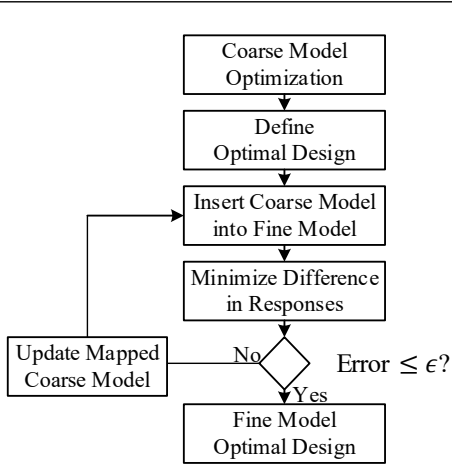 Coarse Model
Optimization
Define
Optimal Design
Insert Coarse Model
into Fine Model
Minimize Difference
in Responses
No
Error ≤ ϵ?
Update Mapped
Coarse Model
Yes
Fine Model
Optimal Design